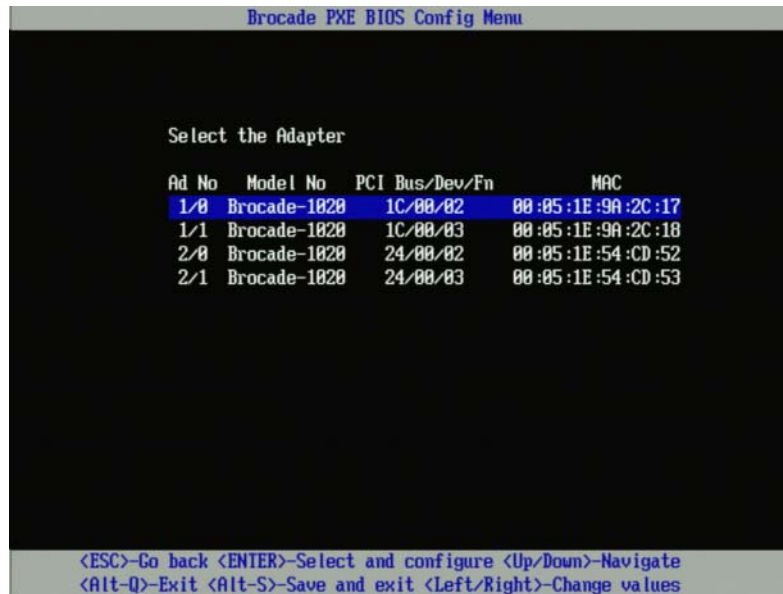 Brocade PXE BIOS Config Menu
Select the Adapter
Ad No Model No PCI Bus/Dev/Fn MAC
1/0 Brocade-1020 1C/00/02 00:05:1E:9A:2C:17
1/1 Brocade-1020 1C/00/03 00:05:1E:9A:2C:18
2/0 Brocade-1020 24/00/02 00:05:1E:54:CD:52
2/1 Brocade-1020 24/00/03 00:05:1E:54:CD:53
<ESC>-Go back <ENTER>-Select and configure <Up/Down>-Navigate
<Alt-Q>-Exit <Alt-S>-Save and exit <Left/Right>-Change values